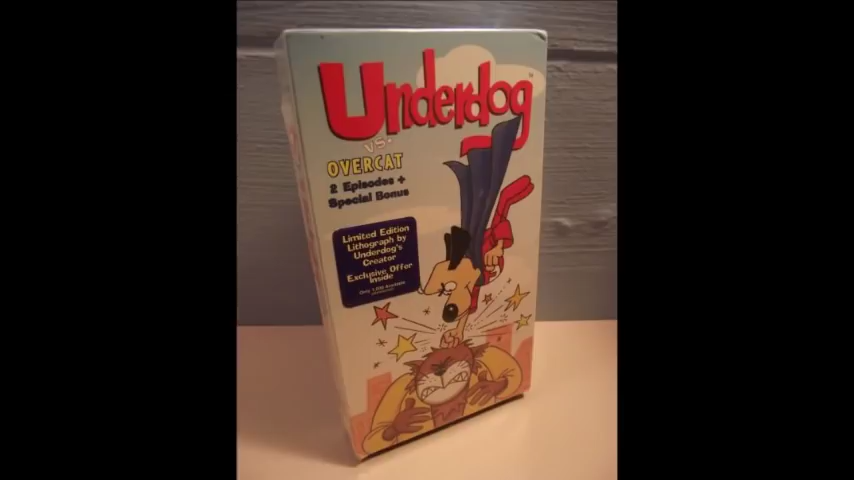 Underdog
vs.
OVERCAT
2 Episodes +
Special Bonus
Limited Edition
Lithograph by
Underdog's
Creator
Exclusive Offer
Inside